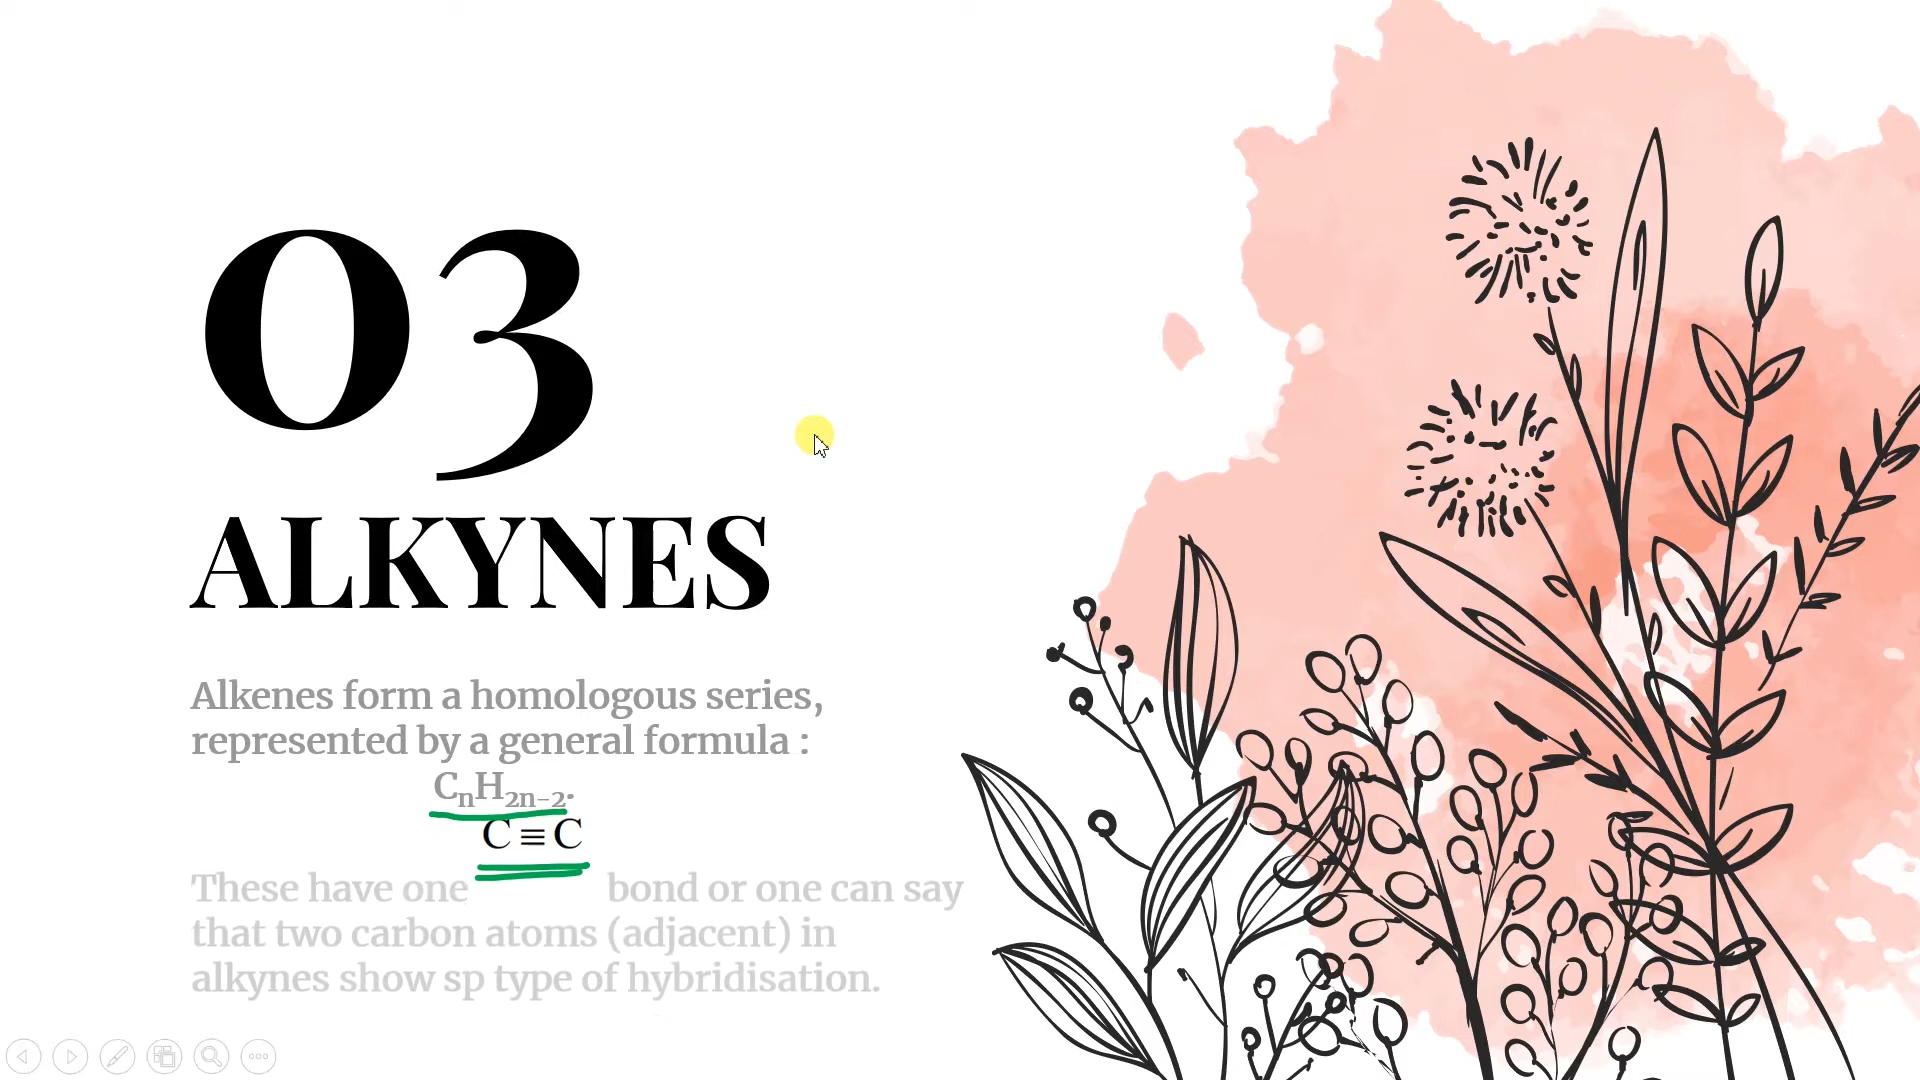 03
ALKYNES
Alkenes form a homologous series,
represented by a general formula :
CₙH₂ₙ₋₂.
C ≡ C
These have one bond or one can say
that two carbon atoms (adjacent) in
alkynes show sp type of hybridisation.